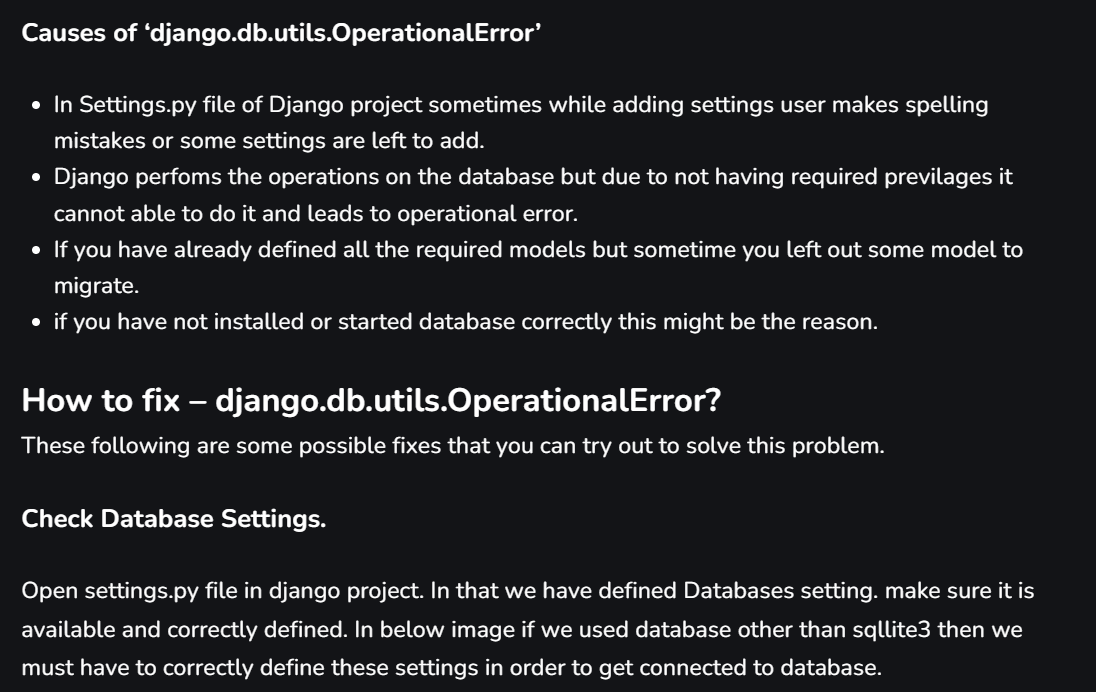 Causes of ‘django.db.utils.OperationalError’
• In Settings.py file of Django project sometimes while adding settings user makes spelling
mistakes or some settings are left to add.
• Django perfoms the operations on the database but due to not having required previlages it
cannot able to do it and leads to operational error.
• If you have already defined all the required models but sometime you left out some model to
migrate.
• if you have not installed or started database correctly this might be the reason.
How to fix – django.db.utils.OperationalError?
These following are some possible fixes that you can try out to solve this problem.
Check Database Settings.
Open settings.py file in django project. In that we have defined Databases setting. make sure it is
available and correctly defined. In below image if we used database other than sqllite3 then we
must have to correctly define these settings in order to get connected to database.